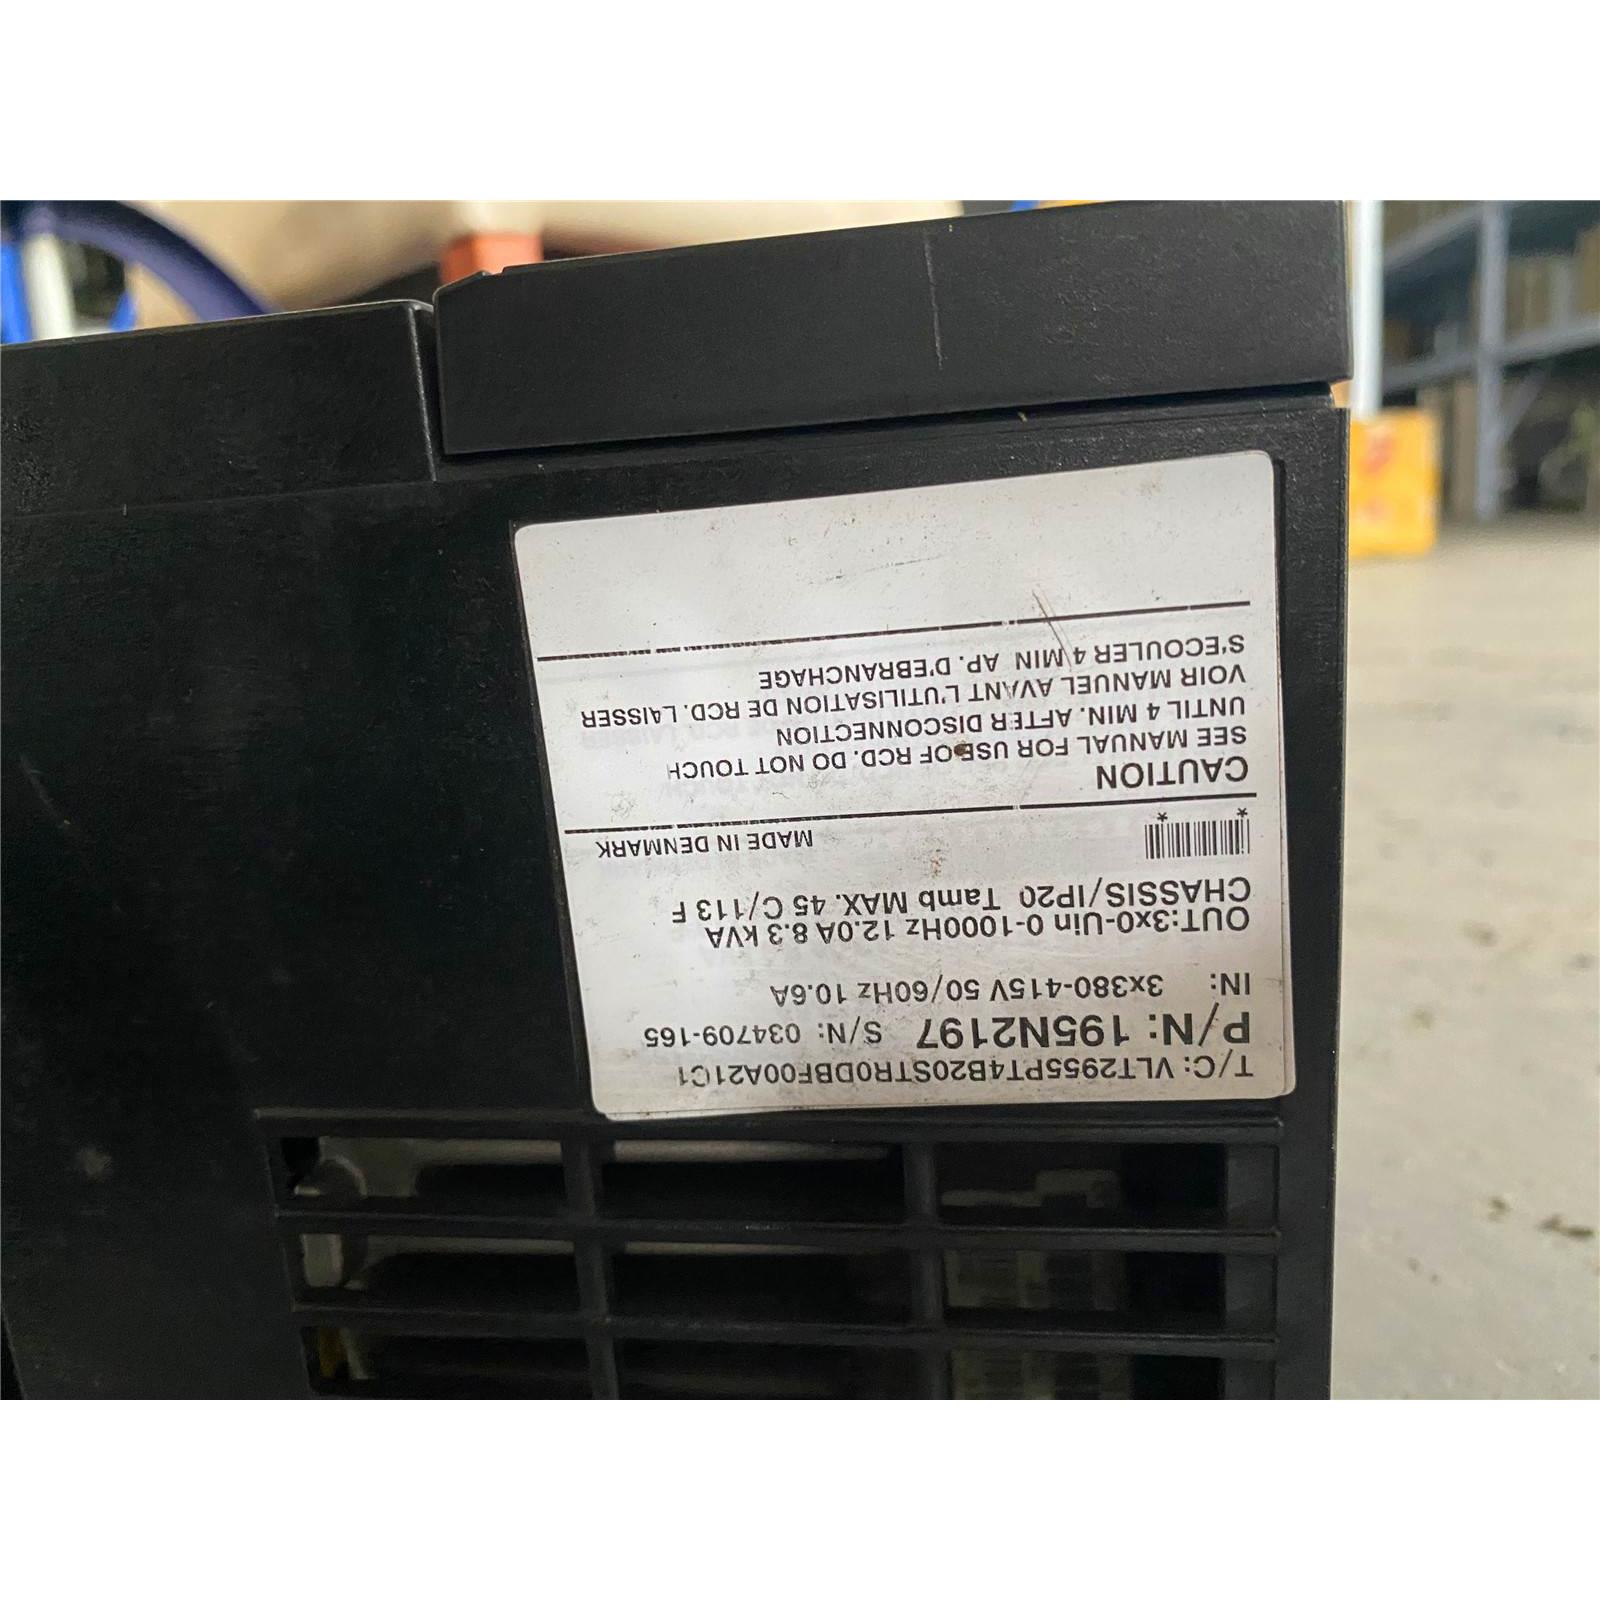 T/C: VLT2955PT4B20STR0DBF00A21C1
P/N: 195N2197 S/N: 034709-165
IN: 3x380-415V 50/60Hz 10.6A
OUT:3x0-Uin 0-1000Hz 12.0A 8.3 kVA
CHASSIS/IP20 Tamb MAX. 45 C/113 F
* * MADE IN DENMARK
CAUTION
SEE MANUAL FOR USE OF RCD. DO NOT TOUCH
UNTIL 4 MIN. AFTER DISCONNECTION
VOIR MANUEL AVANT L'UTILISATION DE RCD. LAISSER
S'ECOULER 4 MIN AP. D'EBRANCHAGE